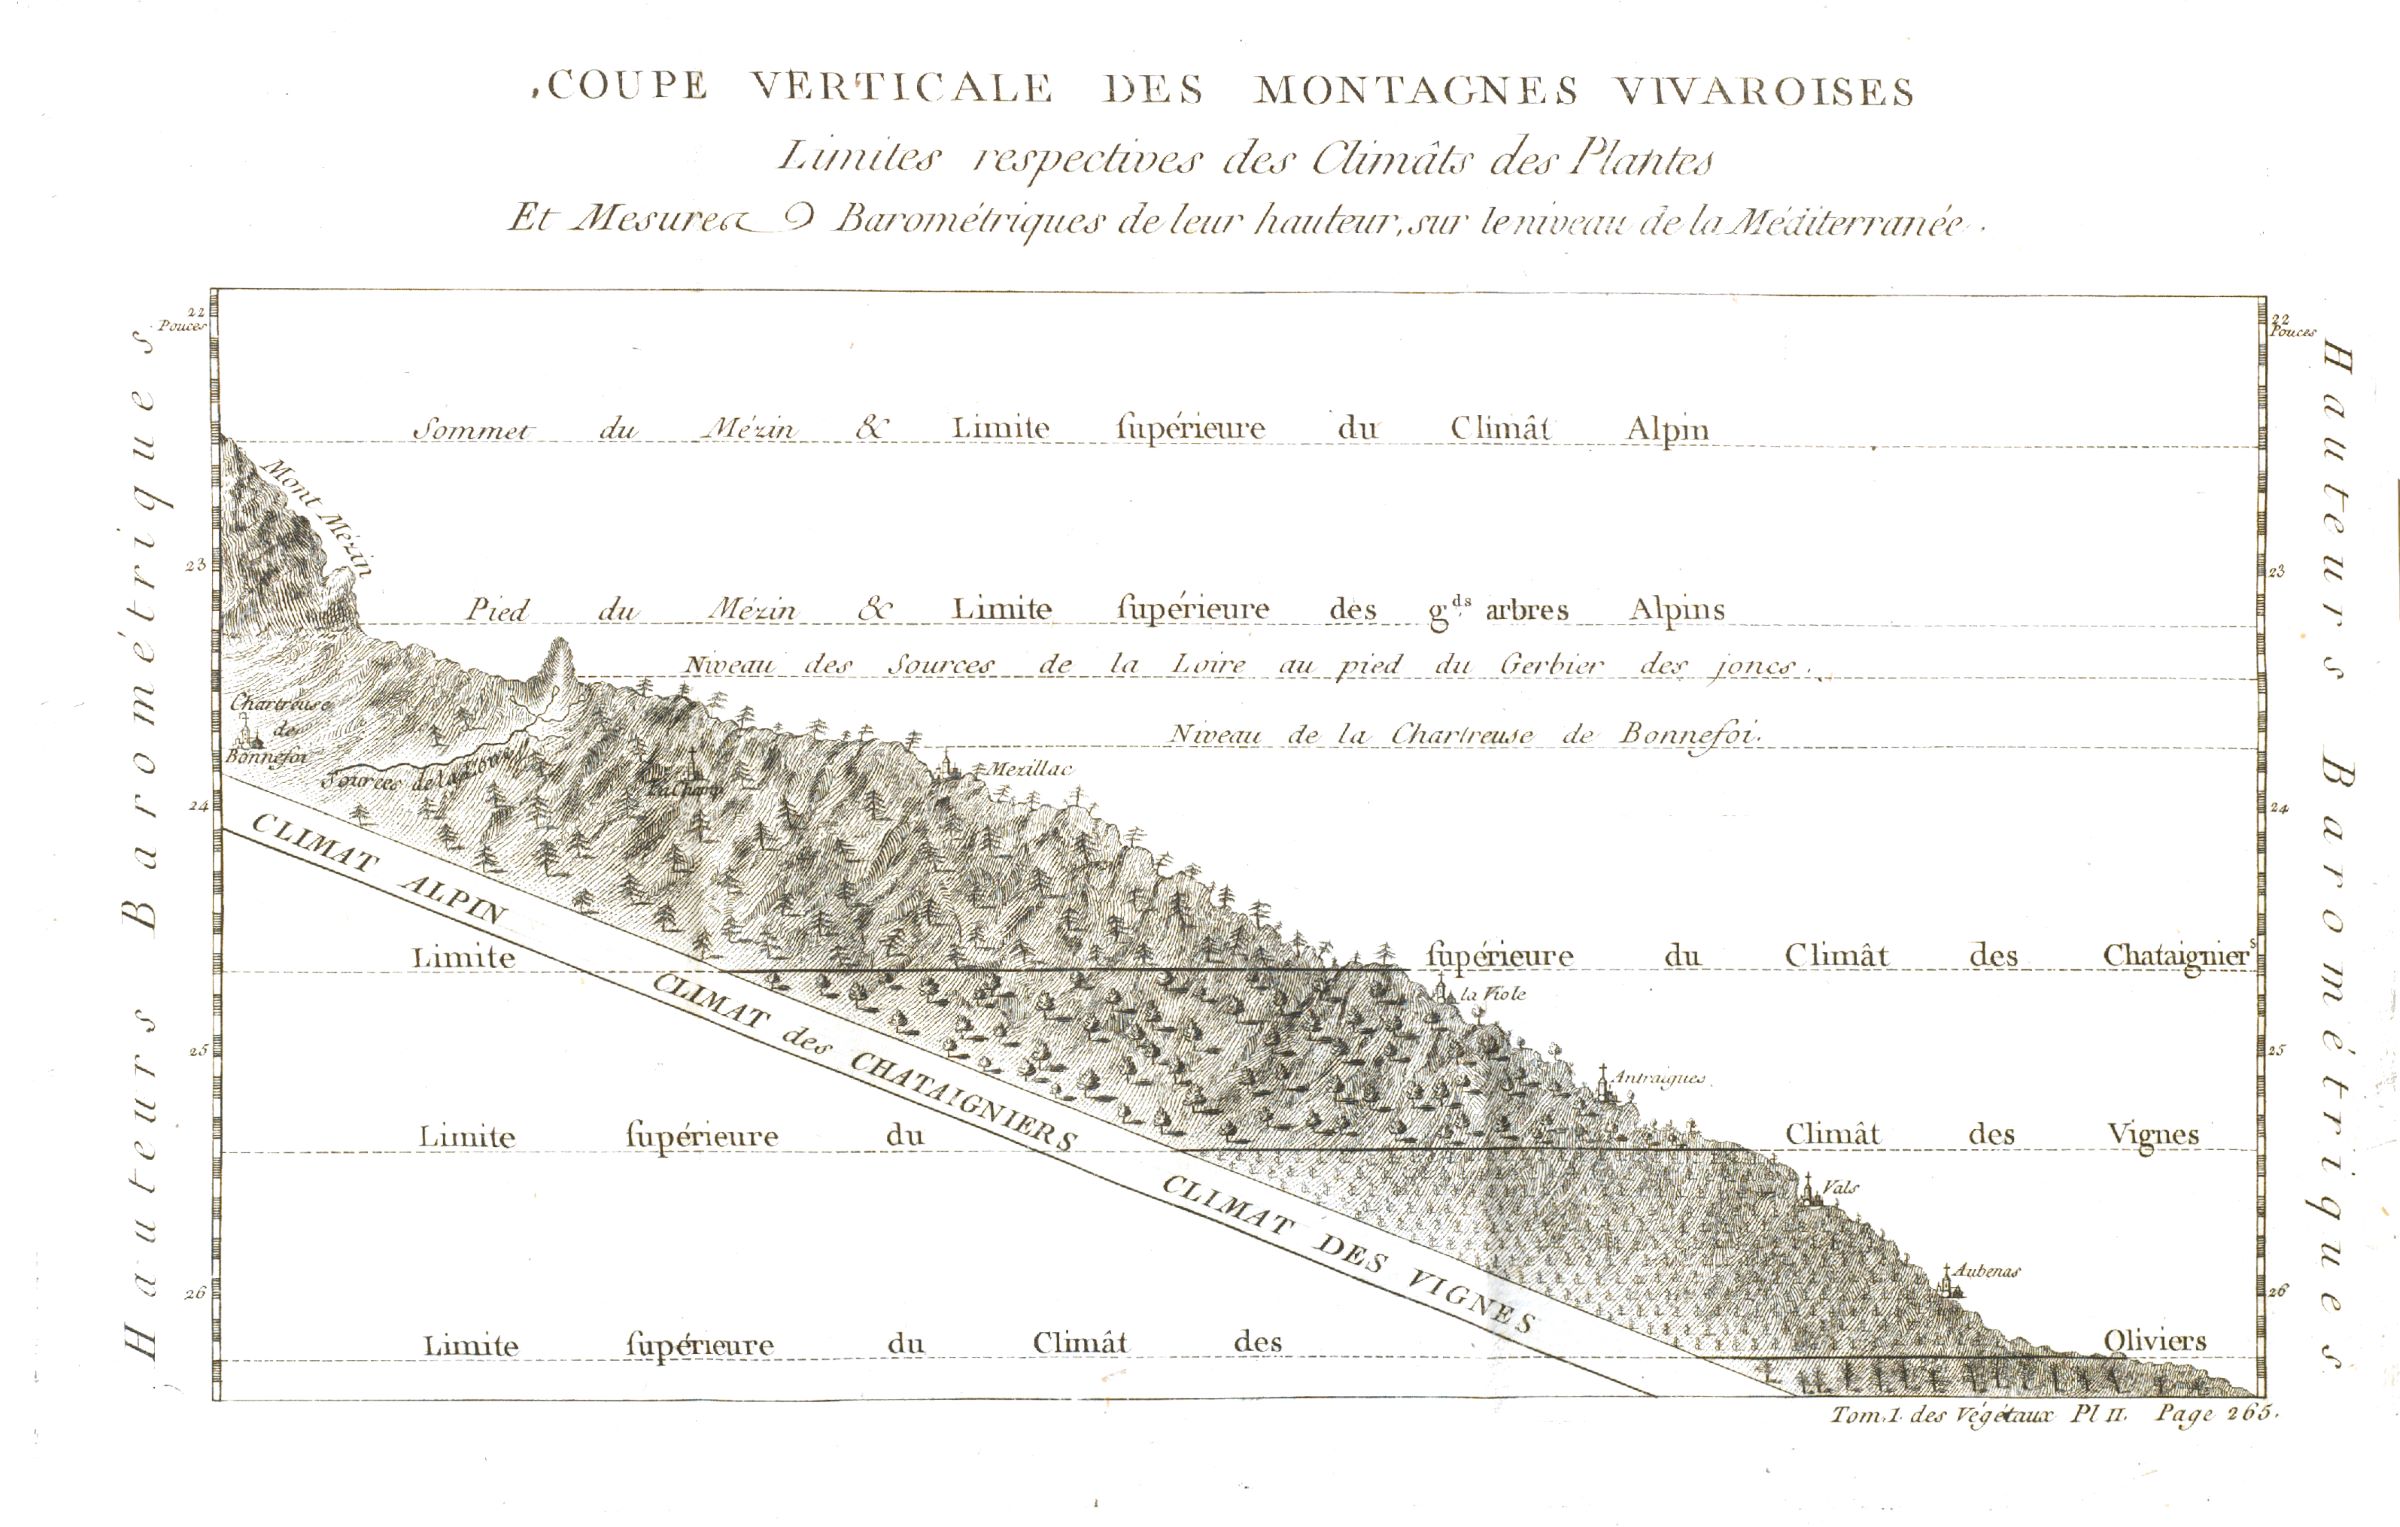 COUPE VERTICALE DES MONTAGNES VIVAROISES
Limites respectives des Climâts des Plantes
Et Mesures Barométriques de leur hauteur, sur le niveau de la Méditerranée.
Hauteurs Barométriques
22
Pouces
23
24
25
26
Sommet du Mézin & Limite ſupérieure du Climât Alpin
Mont Mézin
Pied du Mézin & Limite ſupérieure des g.ds arbres Alpins
Niveau des Sources de la Loire au pied du Gerbier des joncs.
Niveau de la Chartreuse de Bonnefoi.
Chartreuse
de
Bonnefoi
Sources de la Loire
La Champ
Mezillac
CLIMAT ALPIN
Limite ſupérieure du Climât des Chataigniers
la Viole
CLIMAT des CHATAIGNIERS
Antraigues
Limite ſupérieure du Climât des Vignes
Vals
CLIMAT DES VIGNES
Aubenas
Limite ſupérieure du Climât des Oliviers
22
Pouces
23
24
25
26
Hauteurs Barométriques
Tom. 1. des Végétaux Pl II. Page 265.